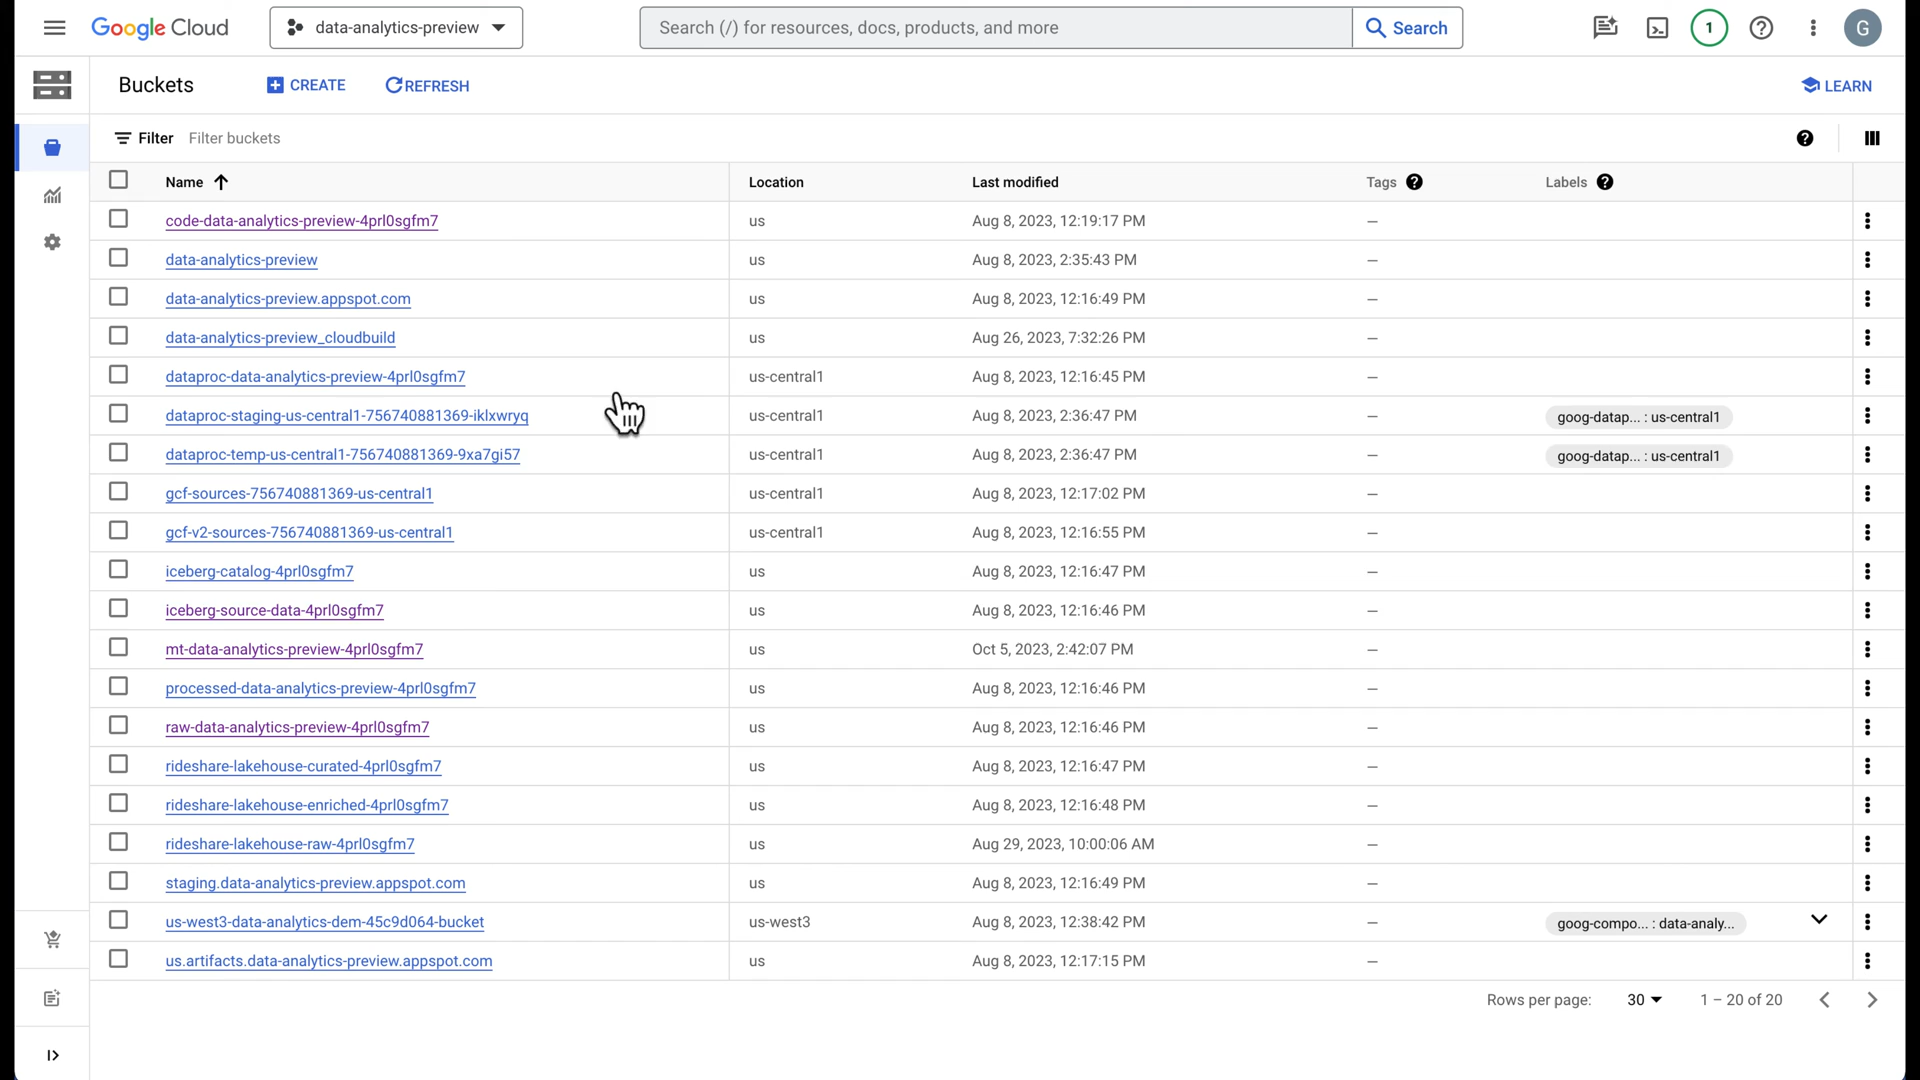 Google Cloud data-analytics-preview Search (/) for resources, docs, products, and more Search 1 G
Buckets CREATE REFRESH LEARN
Filter Filter buckets
Name Location Last modified Tags Labels
code-data-analytics-preview-4prl0sgfm7 us Aug 8, 2023, 12:19:17 PM —
data-analytics-preview us Aug 8, 2023, 2:35:43 PM —
data-analytics-preview.appspot.com us Aug 8, 2023, 12:16:49 PM —
data-analytics-preview_cloudbuild us Aug 26, 2023, 7:32:26 PM —
dataproc-data-analytics-preview-4prl0sgfm7 us-central1 Aug 8, 2023, 12:16:45 PM —
dataproc-staging-us-central1-756740881369-iklxwryq us-central1 Aug 8, 2023, 2:36:47 PM — goog-datap... : us-central1
dataproc-temp-us-central1-756740881369-9xa7gi57 us-central1 Aug 8, 2023, 2:36:47 PM — goog-datap... : us-central1
gcf-sources-756740881369-us-central1 us-central1 Aug 8, 2023, 12:17:02 PM —
gcf-v2-sources-756740881369-us-central1 us-central1 Aug 8, 2023, 12:16:55 PM —
iceberg-catalog-4prl0sgfm7 us Aug 8, 2023, 12:16:47 PM —
iceberg-source-data-4prl0sgfm7 us Aug 8, 2023, 12:16:46 PM —
mt-data-analytics-preview-4prl0sgfm7 us Oct 5, 2023, 2:42:07 PM —
processed-data-analytics-preview-4prl0sgfm7 us Aug 8, 2023, 12:16:46 PM —
raw-data-analytics-preview-4prl0sgfm7 us Aug 8, 2023, 12:16:46 PM —
rideshare-lakehouse-curated-4prl0sgfm7 us Aug 8, 2023, 12:16:47 PM —
rideshare-lakehouse-enriched-4prl0sgfm7 us Aug 8, 2023, 12:16:48 PM —
rideshare-lakehouse-raw-4prl0sgfm7 us Aug 29, 2023, 10:00:06 AM —
staging.data-analytics-preview.appspot.com us Aug 8, 2023, 12:16:49 PM —
us-west3-data-analytics-dem-45c9d064-bucket us-west3 Aug 8, 2023, 12:38:42 PM — goog-compo... : data-analy...
us.artifacts.data-analytics-preview.appspot.com us Aug 8, 2023, 12:17:15 PM —
Rows per page: 30 1 – 20 of 20